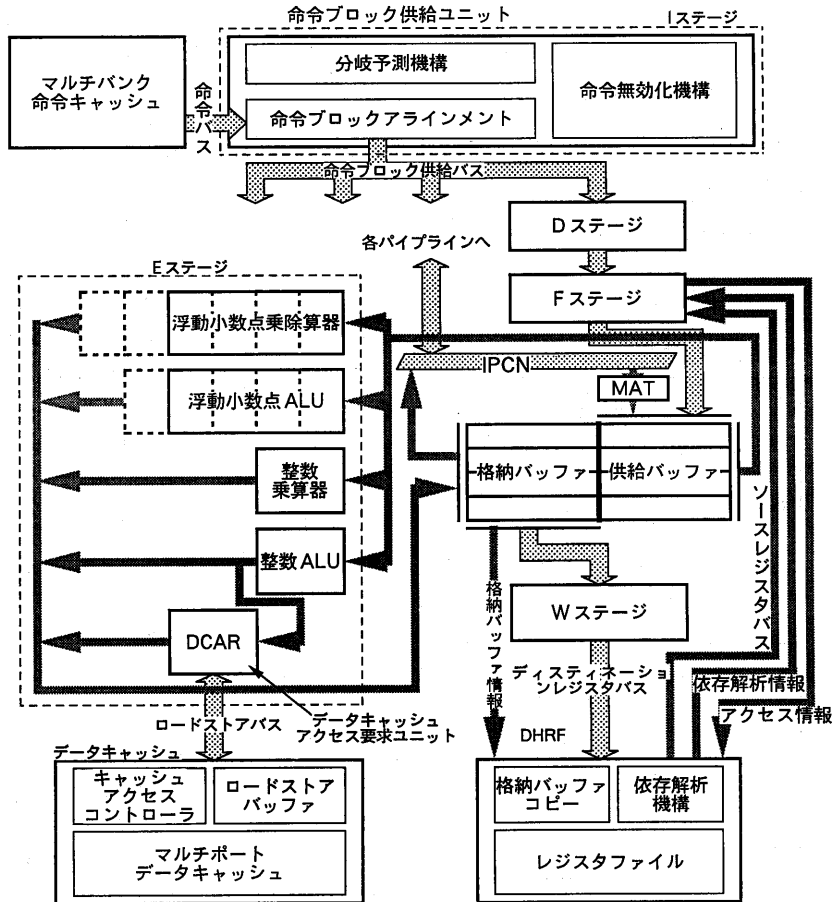 命令ブロック供給ユニット
Iステージ
マルチバンク
命令キャッシュ
命令バス
分岐予測機構
命令ブロックアラインメント
命令無効化機構
命令ブロック供給バス
Dステージ
各パイプラインへ
Eステージ
Fステージ
浮動小数点乗除算器
IPCN
MAT
浮動小数点ALU
格納バッファ
供給バッファ
整数
乗算器
整数ALU
ソースレジスタバス
格納バッファ情報
Wステージ
DCAR
ディスティネーショ
ンレジスタバス
依存解析情報
アクセス情報
ロードストアバス
データキャッシュ
アクセス要求ユニット
DHRF
データキャッシュ
キャッシュ
アクセス
コントローラ
ロードストア
バッファ
マルチポート
データキャッシュ
格納バッファ
コピー
依存解析
機構
レジスタファイル